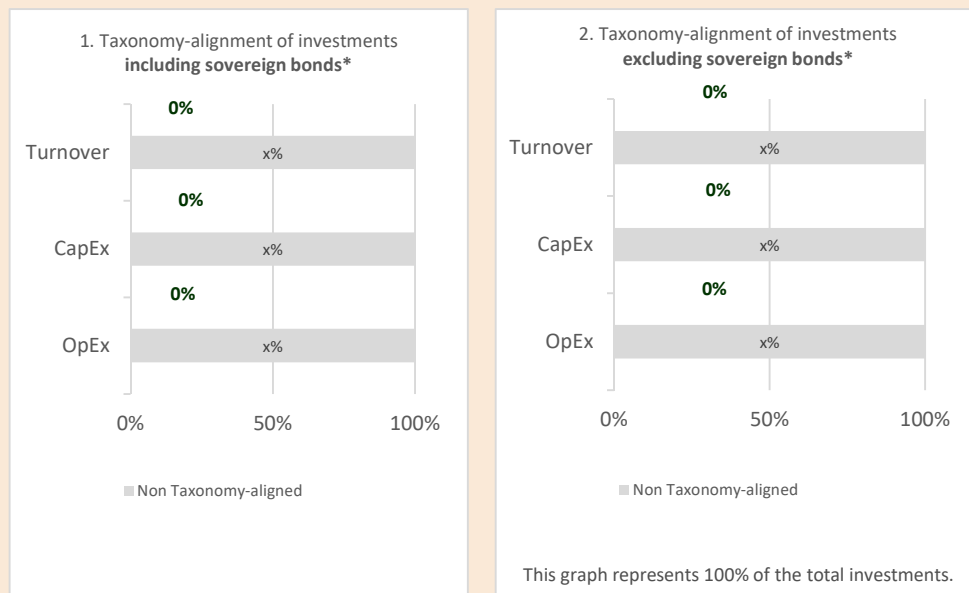 1. Taxonomy-alignment of investments
including sovereign bonds*
0%
Turnover
x%
0%
CapEx
x%
0%
OpEx
x%
0%
50%
100%
Non Taxonomy-aligned
2. Taxonomy-alignment of investments
excluding sovereign bonds*
0%
Turnover
x%
0%
CapEx
x%
0%
OpEx
x%
0%
50%
100%
Non Taxonomy-aligned
This graph represents 100% of the total investments.